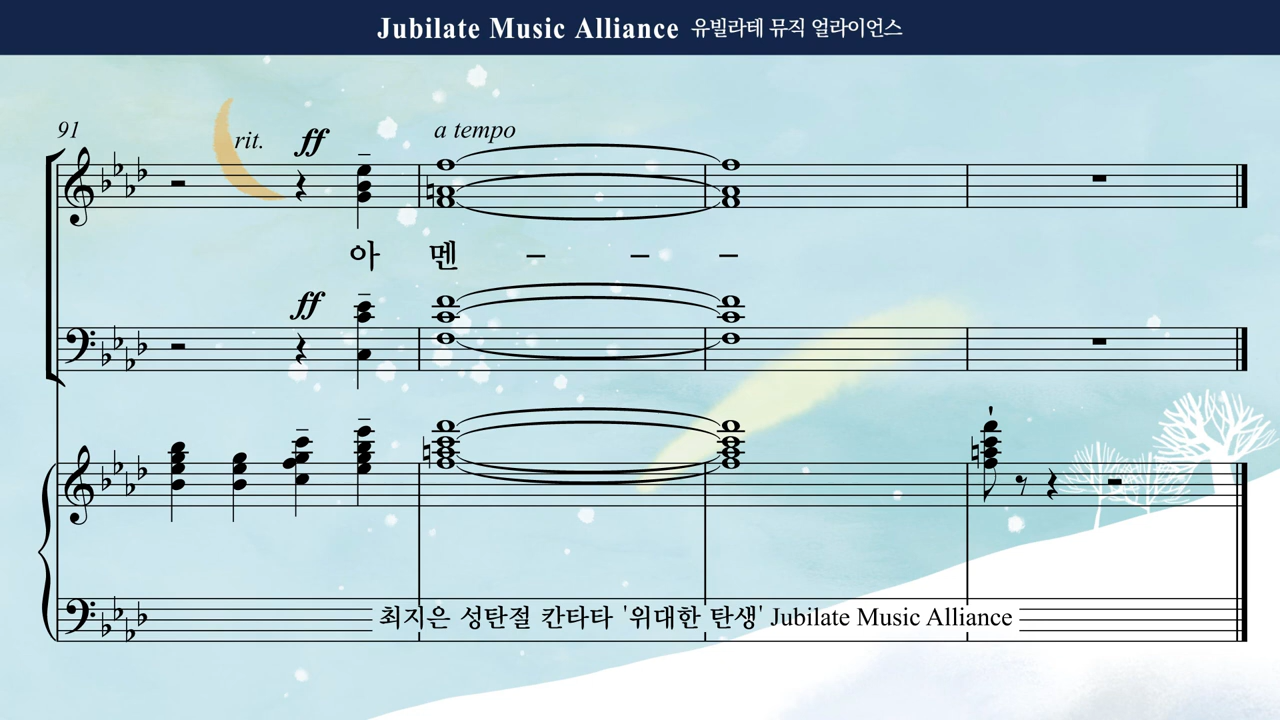 Jubilate Music Alliance 유빌라테 뮤직 얼라이언스
91 rit. ff a tempo
아 멘 – – –
ff
최지은 성탄절 칸타타 '위대한 탄생' Jubilate Music Alliance